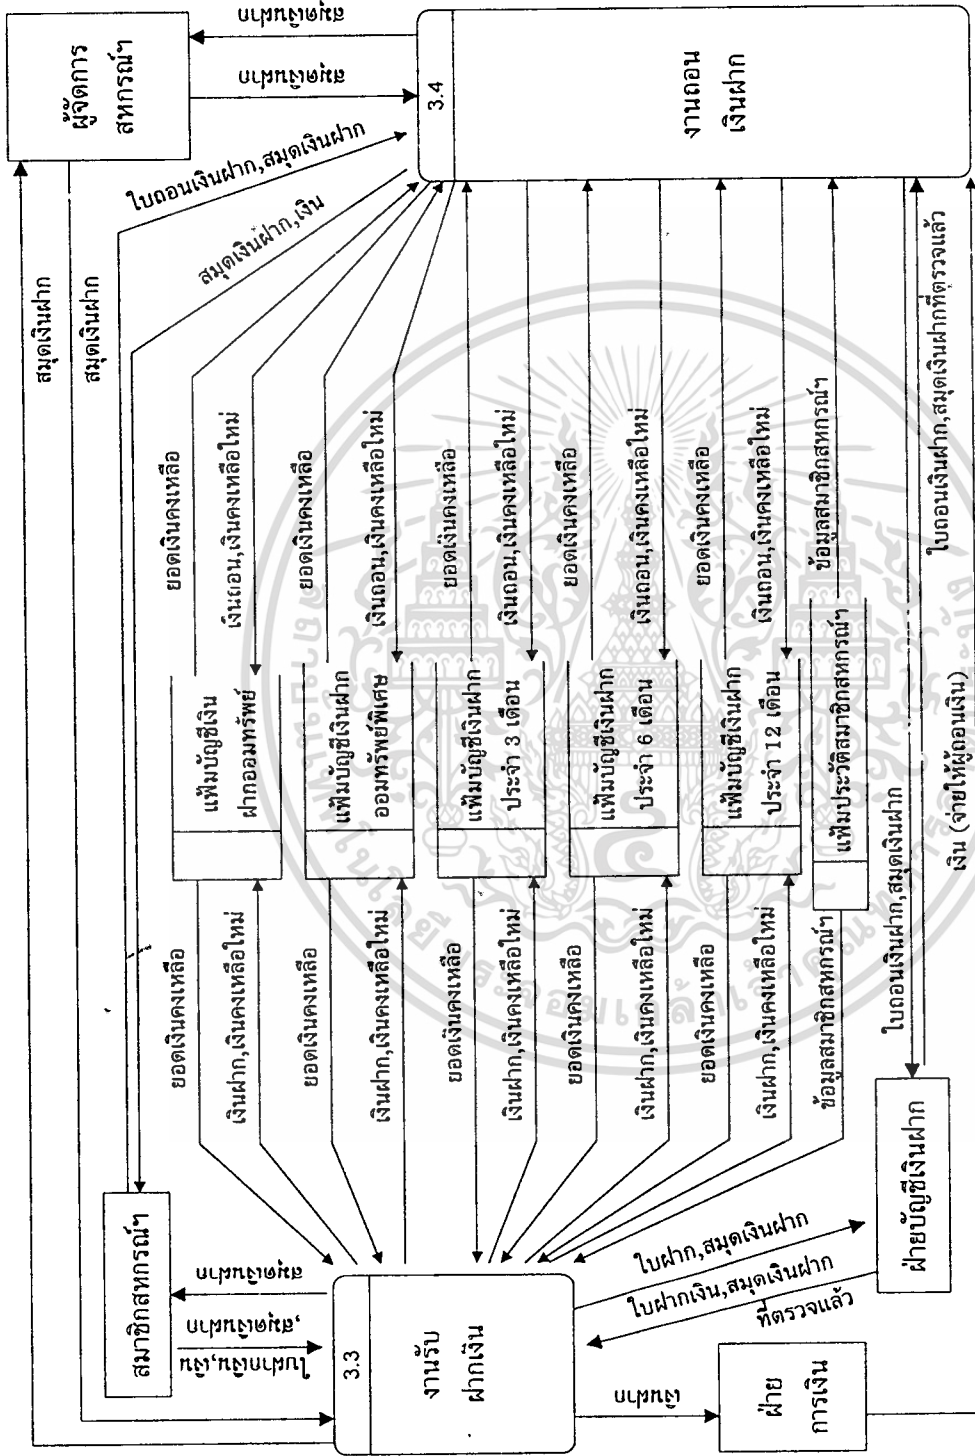 ผู้จัดการ
สหกรณ์ฯ
สมุดเงินฝาก
สมุดเงินฝาก
สมุดเงินฝาก
สมุดเงินฝาก
3.4
งานถอน
เงินฝาก
ใบถอนเงินฝาก,สมุดเงินฝาก
สมุดเงินฝาก,เงิน
ยอดเงินคงเหลือ
เงินถอน,เงินคงเหลือใหม่
ยอดเงินคงเหลือ
เงินถอน,เงินคงเหลือใหม่
ยอดเงินคงเหลือ
เงินถอน,เงินคงเหลือใหม่
ยอดเงินคงเหลือ
เงินถอน,เงินคงเหลือใหม่
ยอดเงินคงเหลือ
เงินถอน,เงินคงเหลือใหม่
ข้อมูลสมาชิกสหกรณ์ฯ
ใบถอนเงินฝาก,สมุดเงินฝากที่ตรวจแล้ว
แฟ้มบัญชีเงิน
ฝากออมทรัพย์
แฟ้มบัญชีเงินฝาก
ออมทรัพย์พิเศษ
แฟ้มบัญชีเงินฝาก
ประจำ 3 เดือน
แฟ้มบัญชีเงินฝาก
ประจำ 6 เดือน
แฟ้มบัญชีเงินฝาก
ประจำ 12 เดือน
แฟ้มประวัติสมาชิกสหกรณ์ฯ
ใบถอนเงินฝาก,สมุดเงินฝาก
เงิน (จ่ายให้ผู้ถอนเงิน)
ยอดเงินคงเหลือ
เงินฝาก,เงินคงเหลือใหม่
ยอดเงินคงเหลือ
เงินฝาก,เงินคงเหลือใหม่
ยอดเงินคงเหลือ
เงินฝาก,เงินคงเหลือใหม่
ยอดเงินคงเหลือ
เงินฝาก,เงินคงเหลือใหม่
ยอดเงินคงเหลือ
เงินฝาก,เงินคงเหลือใหม่
ข้อมูลสมาชิกสหกรณ์ฯ
สมาชิกสหกรณ์ฯ
สมุดเงินฝาก
ใบฝากเงิน,เงิน
,สมุดเงินฝาก
3.3
งานรับ
ฝากเงิน
ใบฝาก,สมุดเงินฝาก
ใบฝากเงิน,สมุดเงินฝาก
ที่ตรวจแล้ว
ฝ่ายบัญชีเงินฝาก
เงินฝาก
ฝ่าย
การเงิน